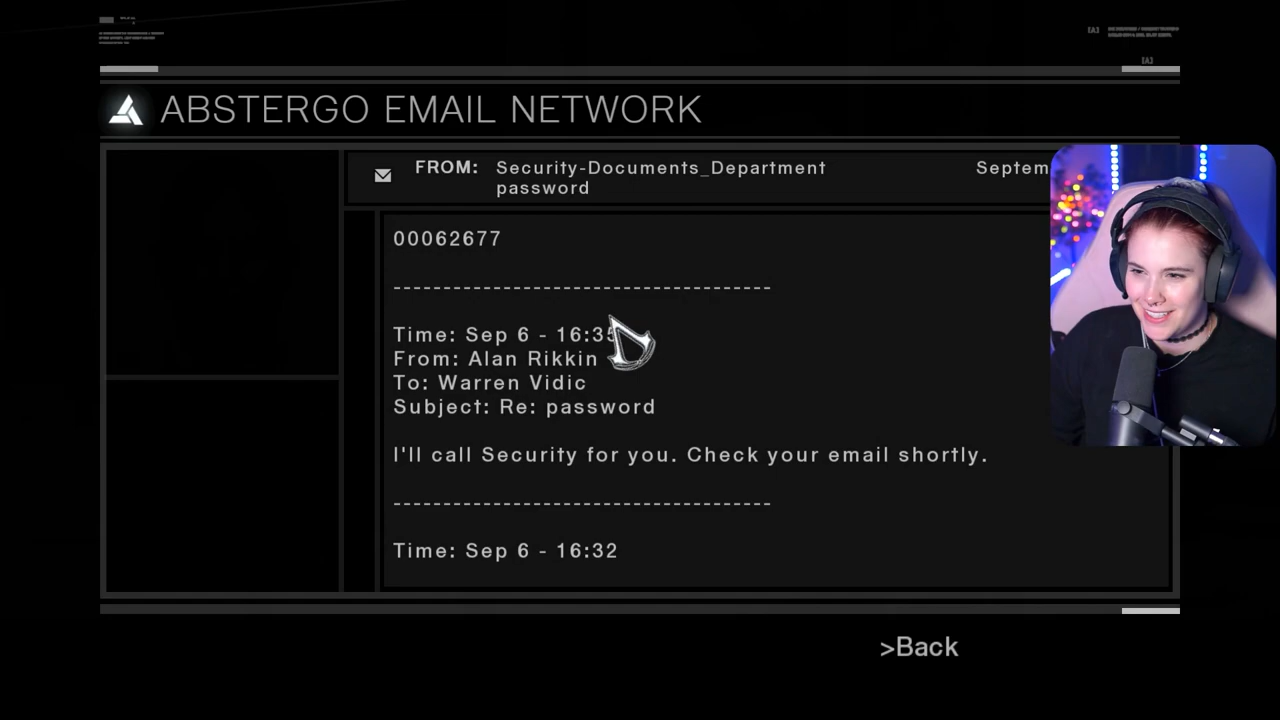 ABSTERGO EMAIL NETWORK
FROM: Security-Documents_Department Septem
password
00062677
-------------------------------------
Time: Sep 6 - 16:35
From: Alan Rikkin
To: Warren Vidic
Subject: Re: password
I'll call Security for you. Check your email shortly.
-------------------------------------
Time: Sep 6 - 16:32
>Back